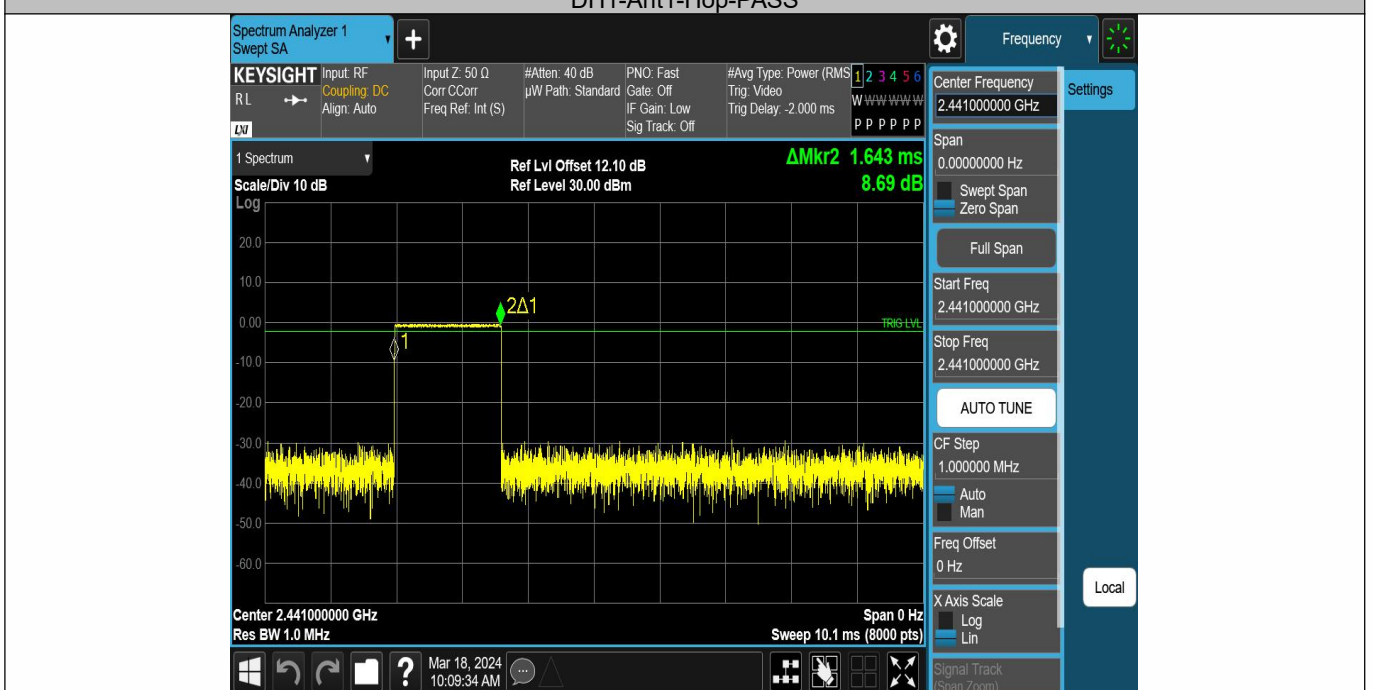 DH1-Ant1-Hop-PASS
Spectrum Analyzer 1
Swept SA
Frequency
KEYSIGHT
RL
LXI
Input: RF
Coupling: DC
Align: Auto
Input Z: 50 Ω
Corr CCorr
Freq Ref: Int (S)
#Atten: 40 dB
µW Path: Standard
PNO: Fast
Gate: Off
IF Gain: Low
Sig Track: Off
#Avg Type: Power (RMS
Trig: Video
Trig Delay: -2.000 ms
1 2 3 4 5 6
W W W W W W
P P P P P P
1 Spectrum
Scale/Div 10 dB
Log
Ref Lvl Offset 12.10 dB
Ref Level 30.00 dBm
ΔMkr2 1.643 ms
8.69 dB
20.0
10.0
0.00
-10.0
-20.0
-30.0
-40.0
-50.0
-60.0
2Δ1
1
TRIG LVL
Center 2.441000000 GHz
Res BW 1.0 MHz
Span 0 Hz
Sweep 10.1 ms (8000 pts)
Center Frequency
2.441000000 GHz
Settings
Span
0.00000000 Hz
Swept Span
Zero Span
Full Span
Start Freq
2.441000000 GHz
Stop Freq
2.441000000 GHz
AUTO TUNE
CF Step
1.000000 MHz
Auto
Man
Freq Offset
0 Hz
Local
X Axis Scale
Log
Lin
Signal Track
(Span Zoom)
?
Mar 18, 2024
10:09:34 AM